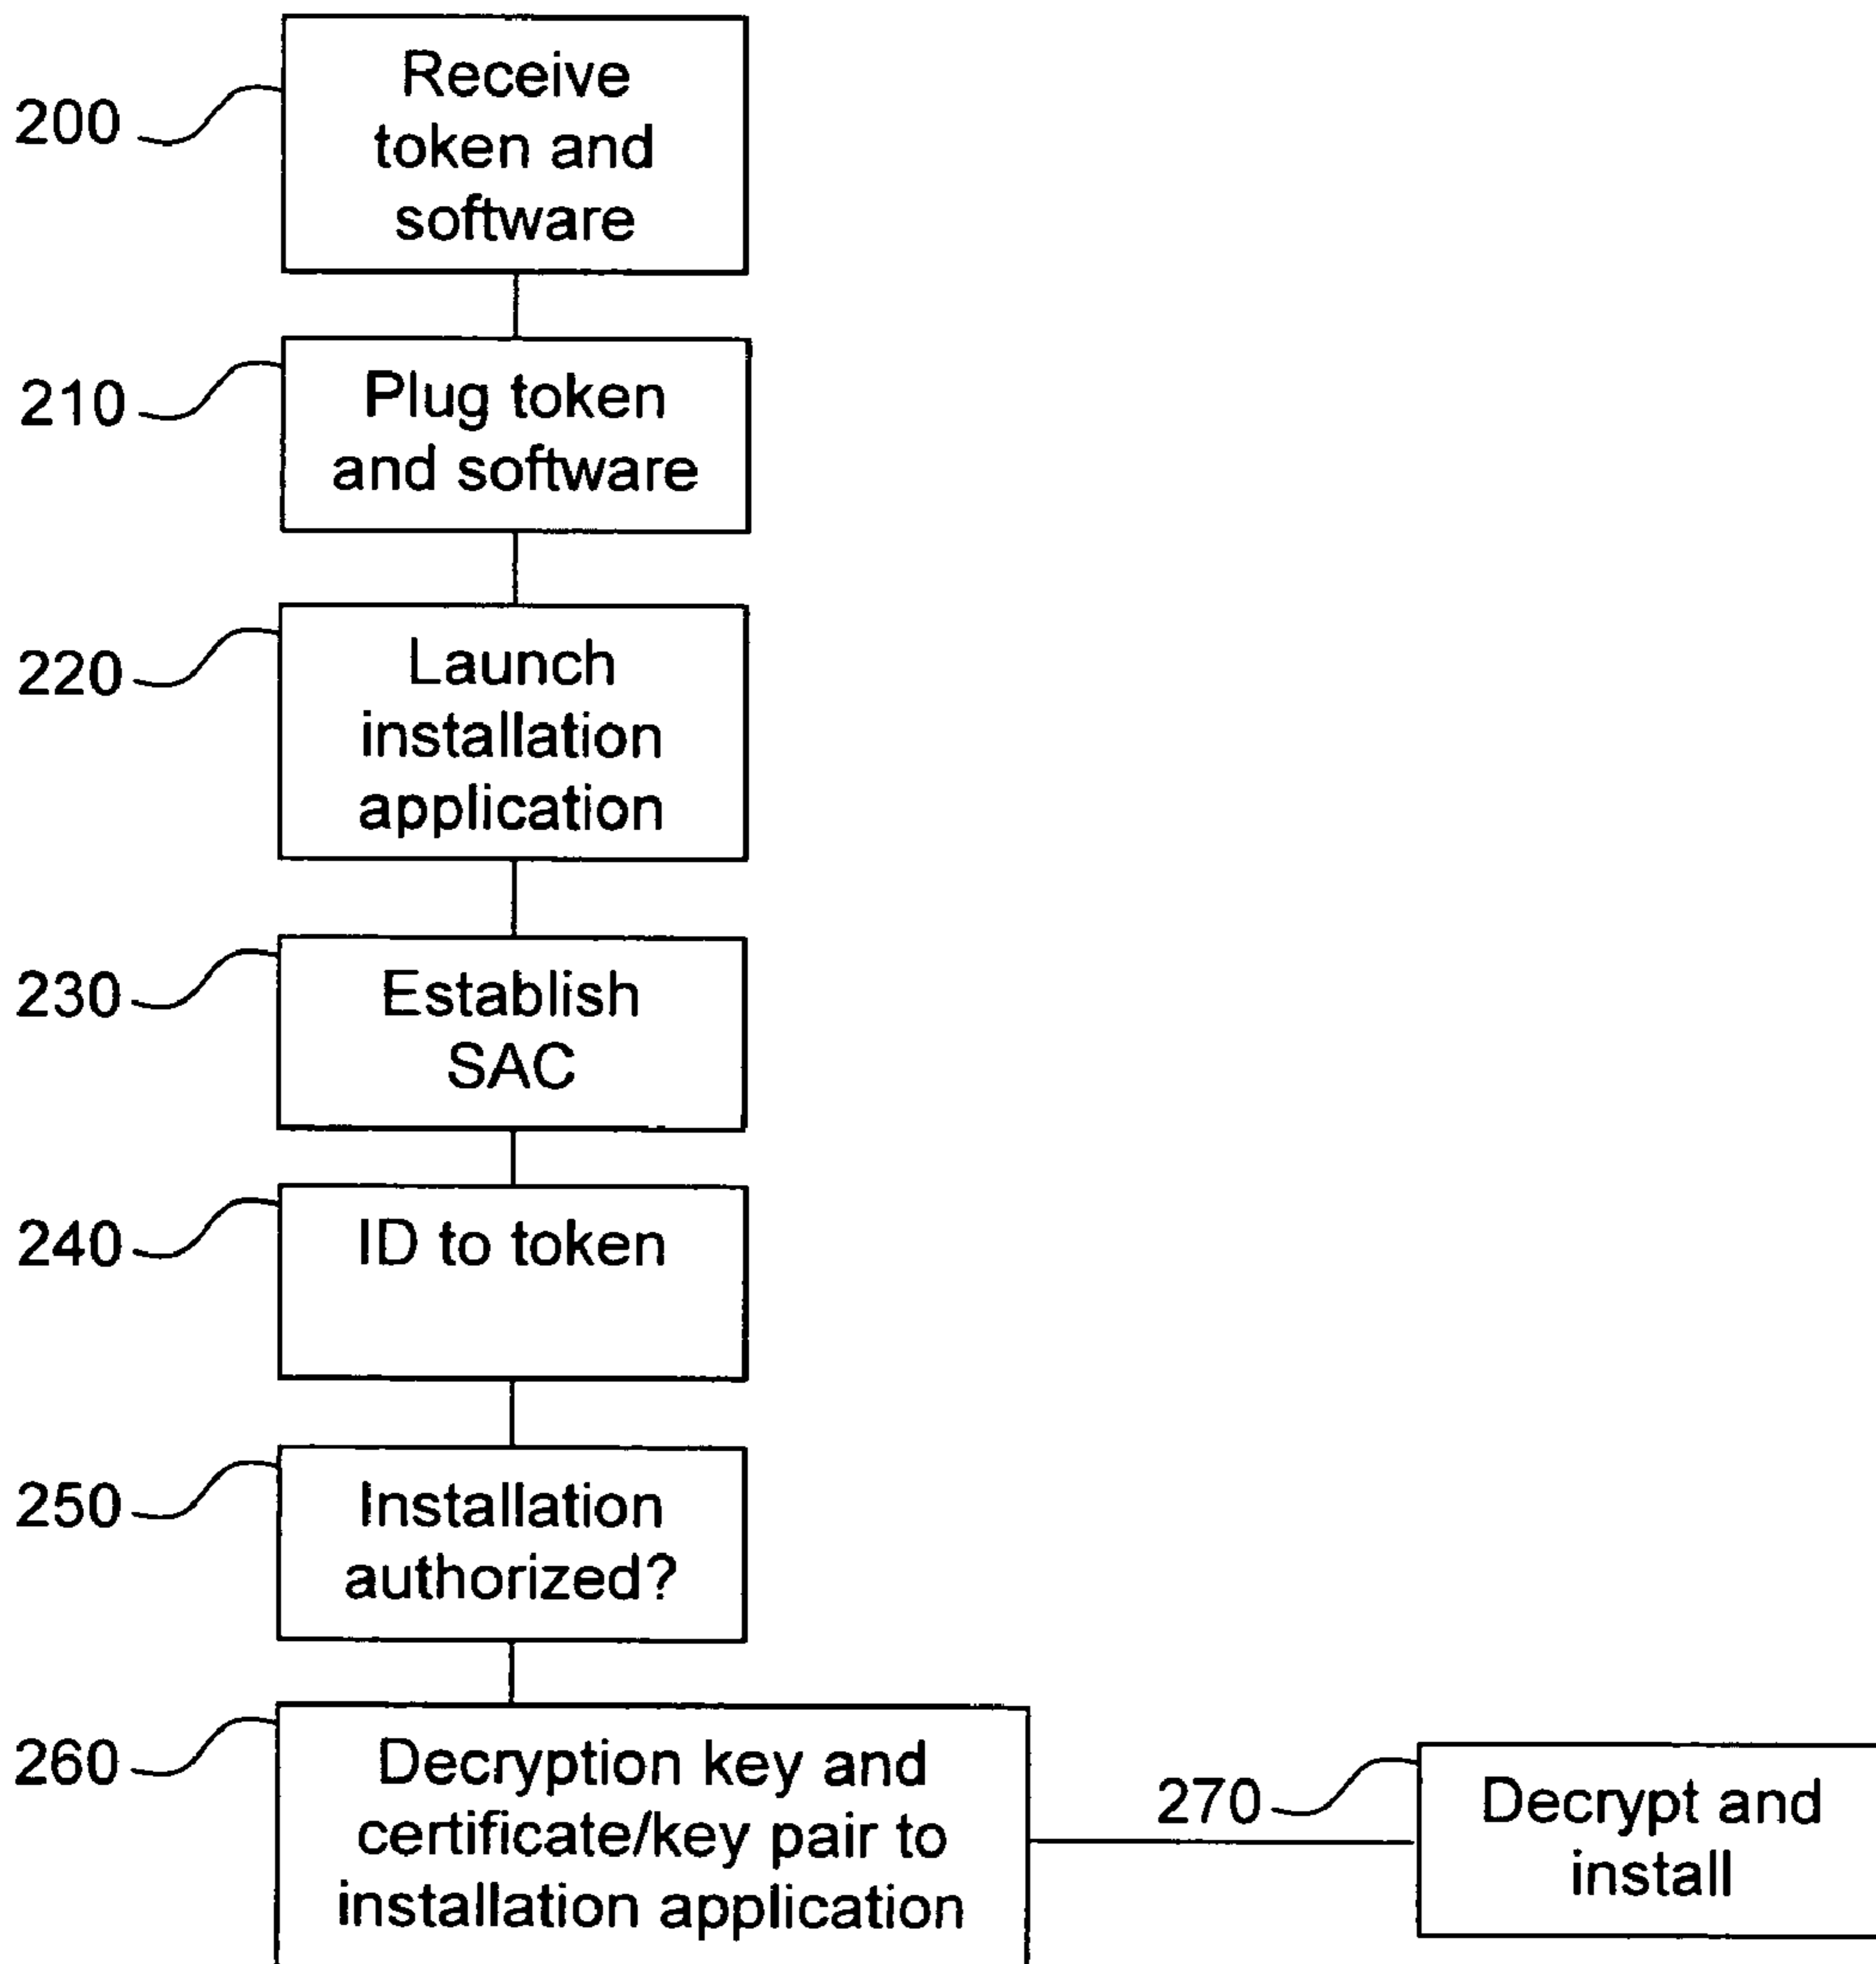 200
Receive
token and
software
210
Plug token
and software
220
Launch
installation
application
230
Establish
SAC
240
ID to token
250
Installation
authorized?
260
Decryption key and
certificate/key pair to
installation application
270
Decrypt and
install